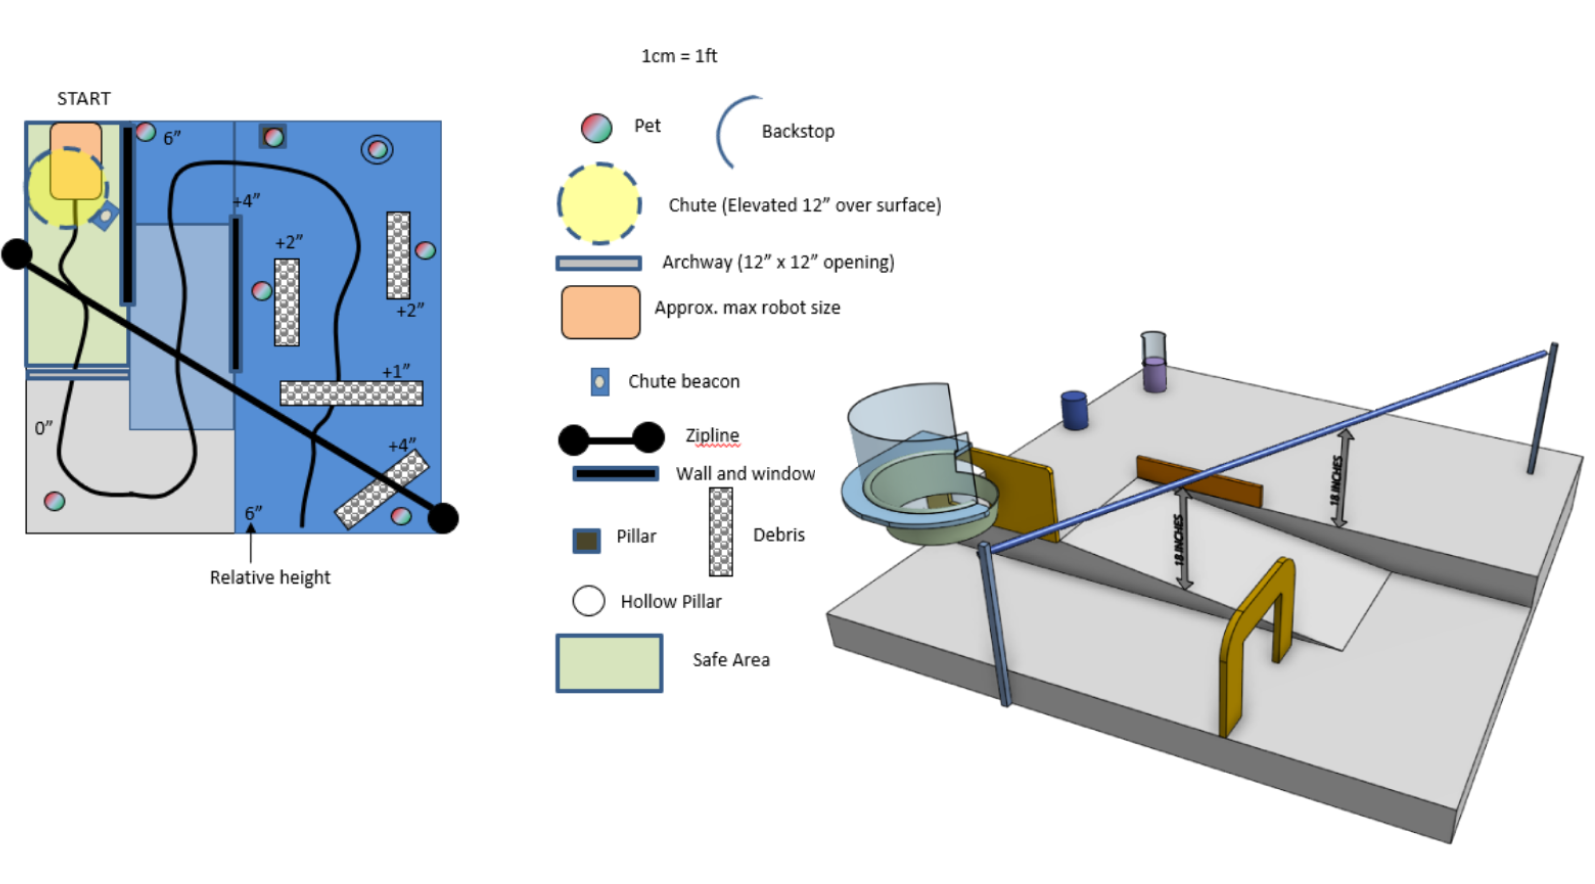 START
6”
+4”
+2”
+2”
+1”
0”
+4”
6”
Relative height
1cm = 1ft
Pet
Backstop
Chute (Elevated 12” over surface)
Archway (12” x 12” opening)
Approx. max robot size
Chute beacon
Zipline
Wall and window
Pillar
Debris
Hollow Pillar
Safe Area
18 INCHES
18 INCHES